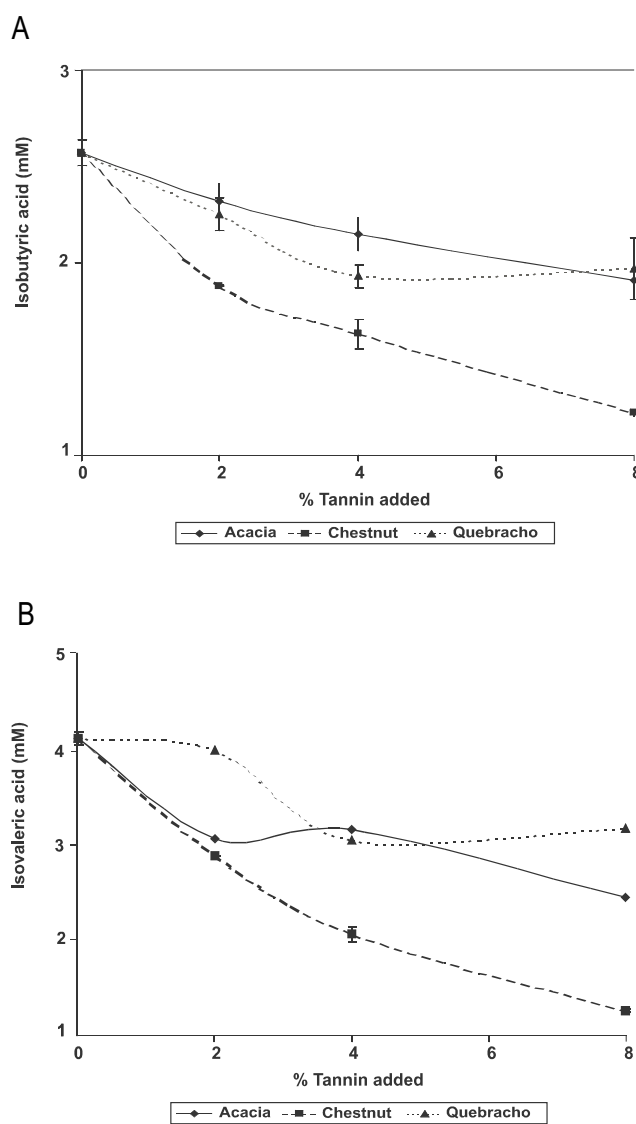 A
3
Isobutyric acid (mM)
2
1
0 2 4 6 8
% Tannin added
Acacia Chestnut Quebracho
B
5
4
Isovaleric acid (mM)
3
2
1
0 2 4 6 8
% Tannin added
Acacia Chestnut Quebracho